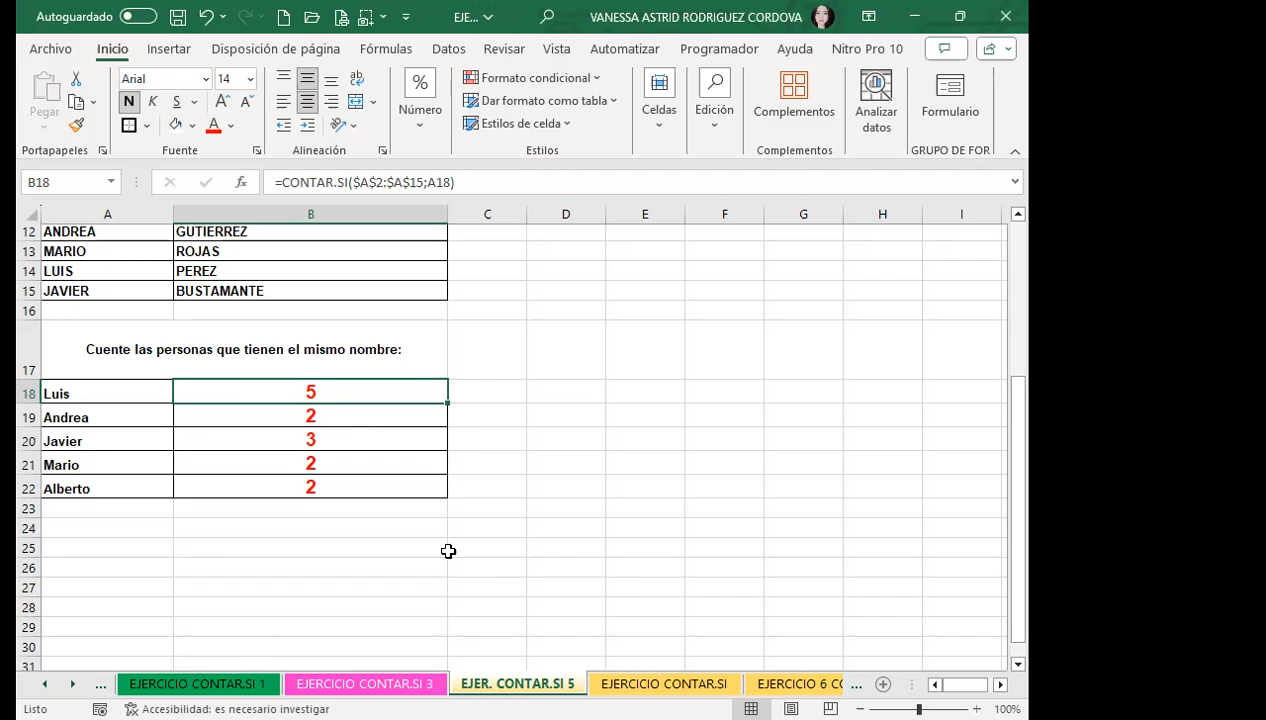 Autoguardado
EJE...
VANESSA ASTRID RODRIGUEZ CORDOVA
Archivo Inicio Insertar Disposición de página Fórmulas Datos Revisar Vista Automatizar Programador Ayuda Nitro Pro 10
Pegar
Portapapeles
Arial 14
N K S
Fuente
ab
Alineación
%
Número
Formato condicional
Dar formato como tabla
Estilos de celda
Estilos
Celdas
Edición
Complementos
Complementos
Analizar
datos
Formulario
GRUPO DE FOR
B18 fx =CONTAR.SI($A$2:$A$15;A18)
A B C D E F G H I
12 ANDREA GUTIERREZ
13 MARIO ROJAS
14 LUIS PEREZ
15 JAVIER BUSTAMANTE
16
17 Cuente las personas que tienen el mismo nombre:
18 Luis 5
19 Andrea 2
20 Javier 3
21 Mario 2
22 Alberto 2
23
24
25
26
27
28
29
30
31
... EJERCICIO CONTAR.SI 1 EJERCICIO CONTAR.SI 3 EJER. CONTAR.SI 5 EJERCICIO CONTAR.SI EJERCICIO 6 CO ...
Listo Accesibilidad: es necesario investigar 100%